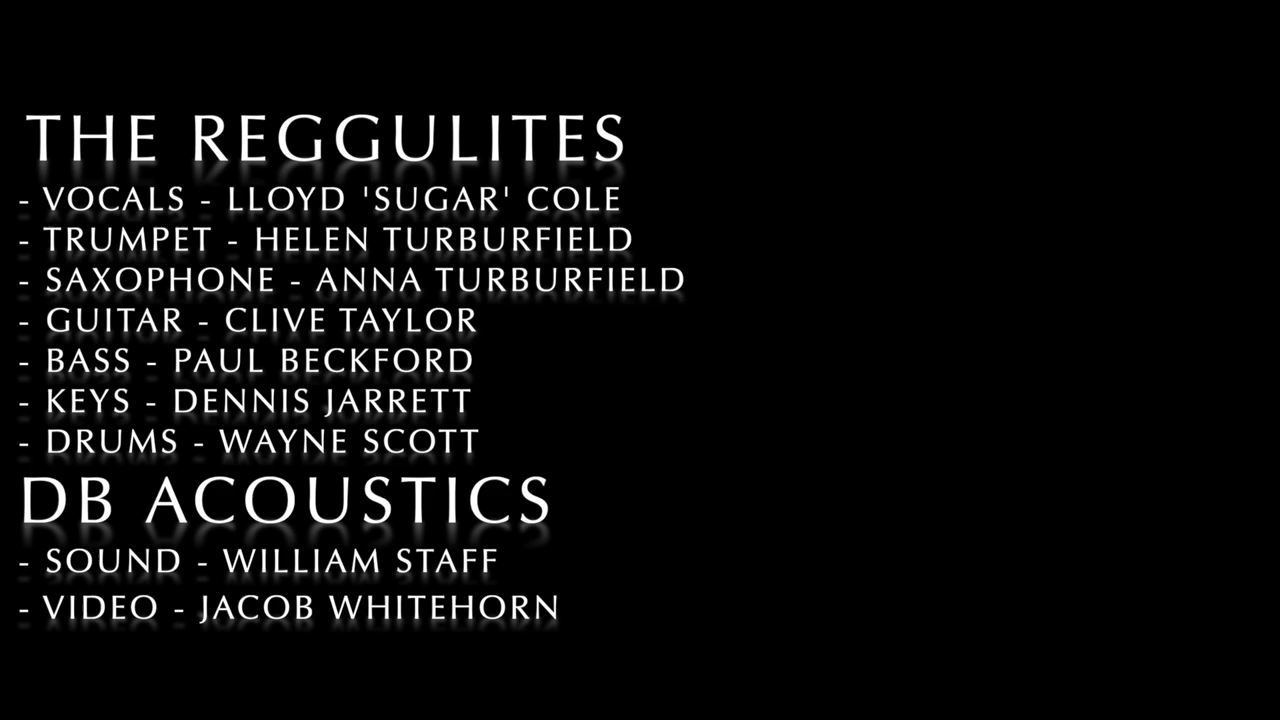 THE REGGULITES
- VOCALS - LLOYD 'SUGAR' COLE
- TRUMPET - HELEN TURBURFIELD
- SAXOPHONE - ANNA TURBURFIELD
- GUITAR - CLIVE TAYLOR
- BASS - PAUL BECKFORD
- KEYS - DENNIS JARRETT
- DRUMS - WAYNE SCOTT
DB ACOUSTICS
- SOUND - WILLIAM STAFF
- VIDEO - JACOB WHITEHORN